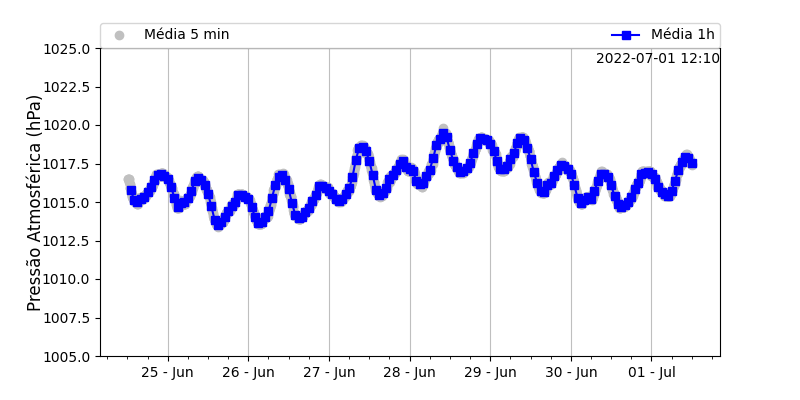 Média 5 min
Média 1h
2022-07-01 12:10
Pressão Atmosférica (hPa)
1025.0
1022.5
1020.0
1017.5
1015.0
1012.5
1010.0
1007.5
1005.0
25 - Jun
26 - Jun
27 - Jun
28 - Jun
29 - Jun
30 - Jun
01 - Jul